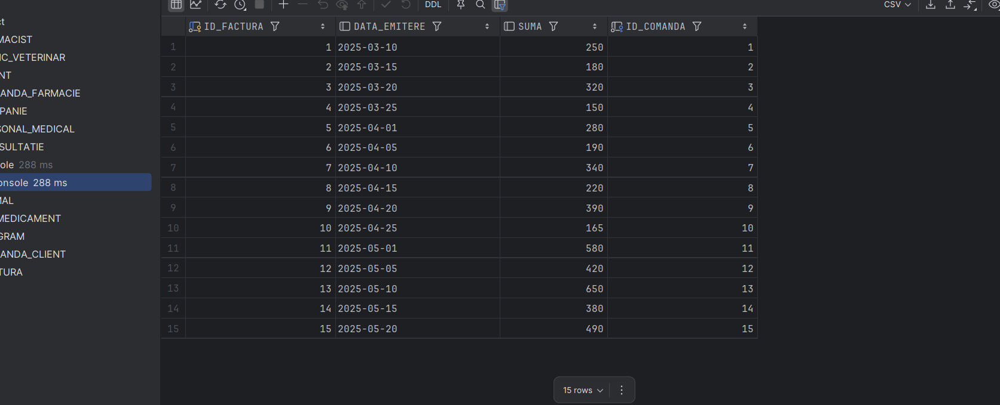 DDL
CSV
ct
MACIST
IC_VETERINAR
NT
ANDA_FARMACIE
PANIE
SONAL_MEDICAL
SULTATIE
ole 288 ms
onsole 288 ms
MAL
MEDICAMENT
GRAM
ANDA_CLIENT
TURA
ID_FACTURA DATA_EMITERE SUMA ID_COMANDA
1 1 2025-03-10 250 1
2 2 2025-03-15 180 2
3 3 2025-03-20 320 3
4 4 2025-03-25 150 4
5 5 2025-04-01 280 5
6 6 2025-04-05 190 6
7 7 2025-04-10 340 7
8 8 2025-04-15 220 8
9 9 2025-04-20 390 9
10 10 2025-04-25 165 10
11 11 2025-05-01 580 11
12 12 2025-05-05 420 12
13 13 2025-05-10 650 13
14 14 2025-05-15 380 14
15 15 2025-05-20 490 15
15 rows